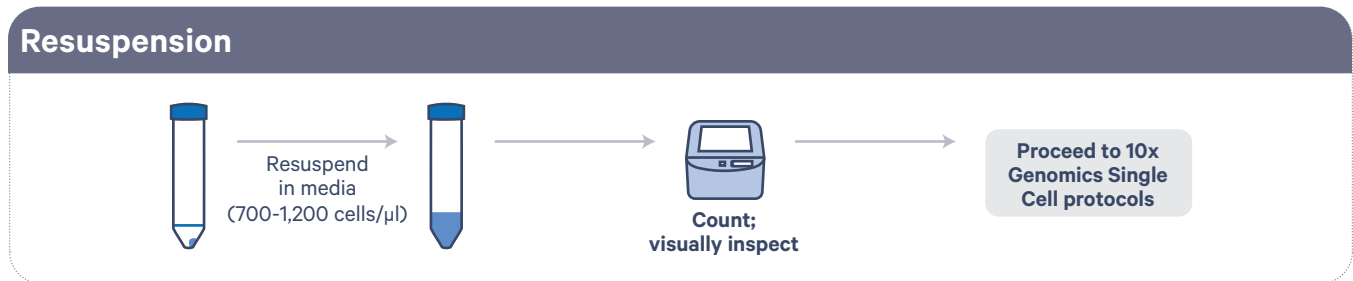 Resuspension
Resuspend
in media
(700-1,200 cells/µl)
Count;
visually inspect
Proceed to 10x
Genomics Single
Cell protocols